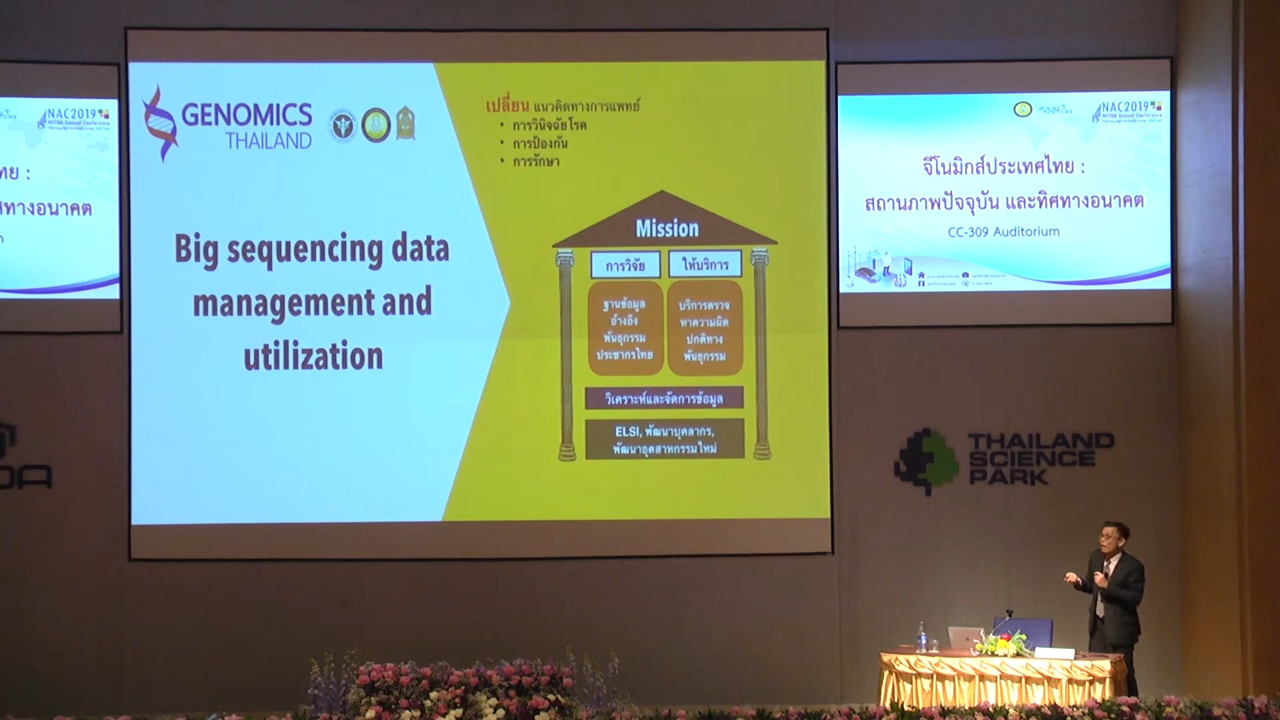 GENOMICS
THAILAND
Big sequencing data
management and
utilization
เปลี่ยน แนวคิดทางการแพทย์
• การวินิจฉัยโรค
• การป้องกัน
• การรักษา
Mission
การวิจัย
ให้บริการ
ฐานข้อมูล
อ้างอิง
พันธุกรรม
ประชากรไทย
บริการตรวจ
หาความผิด
ปกติทาง
พันธุกรรม
วิเคราะห์และจัดการข้อมูล
ELSI, พัฒนาบุคลากร,
พัฒนาอุตสาหกรรมใหม่
NAC2019
NSTDA Annual Conference
ทย :
ศทางอนาคต
NAC2019
NSTDA Annual Conference
จีโนมิกส์ประเทศไทย :
สถานภาพปัจจุบัน และทิศทางอนาคต
CC-309 Auditorium
THAILAND
SCIENCE
PARK
DA